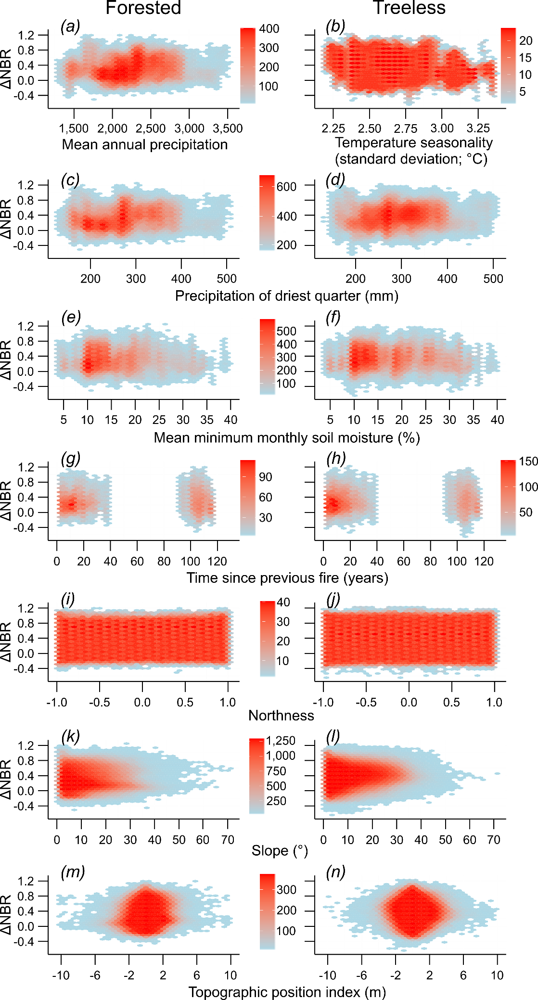 Forested Treeless
(a) (b)
ΔNBR 1.2 0.8 0.4 0.0 -0.4
400 300 200 100
20 15 10 5
1,500 2,000 2,500 3,000 3,500
2.25 2.50 2.75 3.00 3.25
Mean annual precipitation
Temperature seasonality
(standard deviation; °C)
(c) (d)
ΔNBR 1.2 0.8 0.4 0.0 -0.4
600 400 200
200 300 400 500
200 300 400 500
Precipitation of driest quarter (mm)
(e) (f)
ΔNBR 1.2 0.8 0.4 0.0 -0.4
500 400 300 200 100
5 10 15 20 25 30 35 40
5 10 15 20 25 30 35 40
Mean minimum monthly soil moisture (%)
(g) (h)
ΔNBR 1.2 0.8 0.4 0.0 -0.4
90 60 30
150 100 50
0 20 40 60 80 100 120
0 20 40 60 80 100 120
Time since previous fire (years)
(i) (j)
ΔNBR 1.2 0.8 0.4 0.0 -0.4
40 30 20 10
-1.0 -0.5 0.0 0.5 1.0
-1.0 -0.5 0.0 0.5 1.0
Northness
(k) (l)
ΔNBR 1.2 0.8 0.4 0.0 -0.4
1,250 1,000 750 500 250
0 10 20 30 40 50 60 70
0 10 20 30 40 50 60 70
Slope (°)
(m) (n)
ΔNBR 1.2 0.8 0.4 0.0 -0.4
300 200 100
-10 -6 -2 2 6 10
-10 -6 -2 2 6 10
Topographic position index (m)